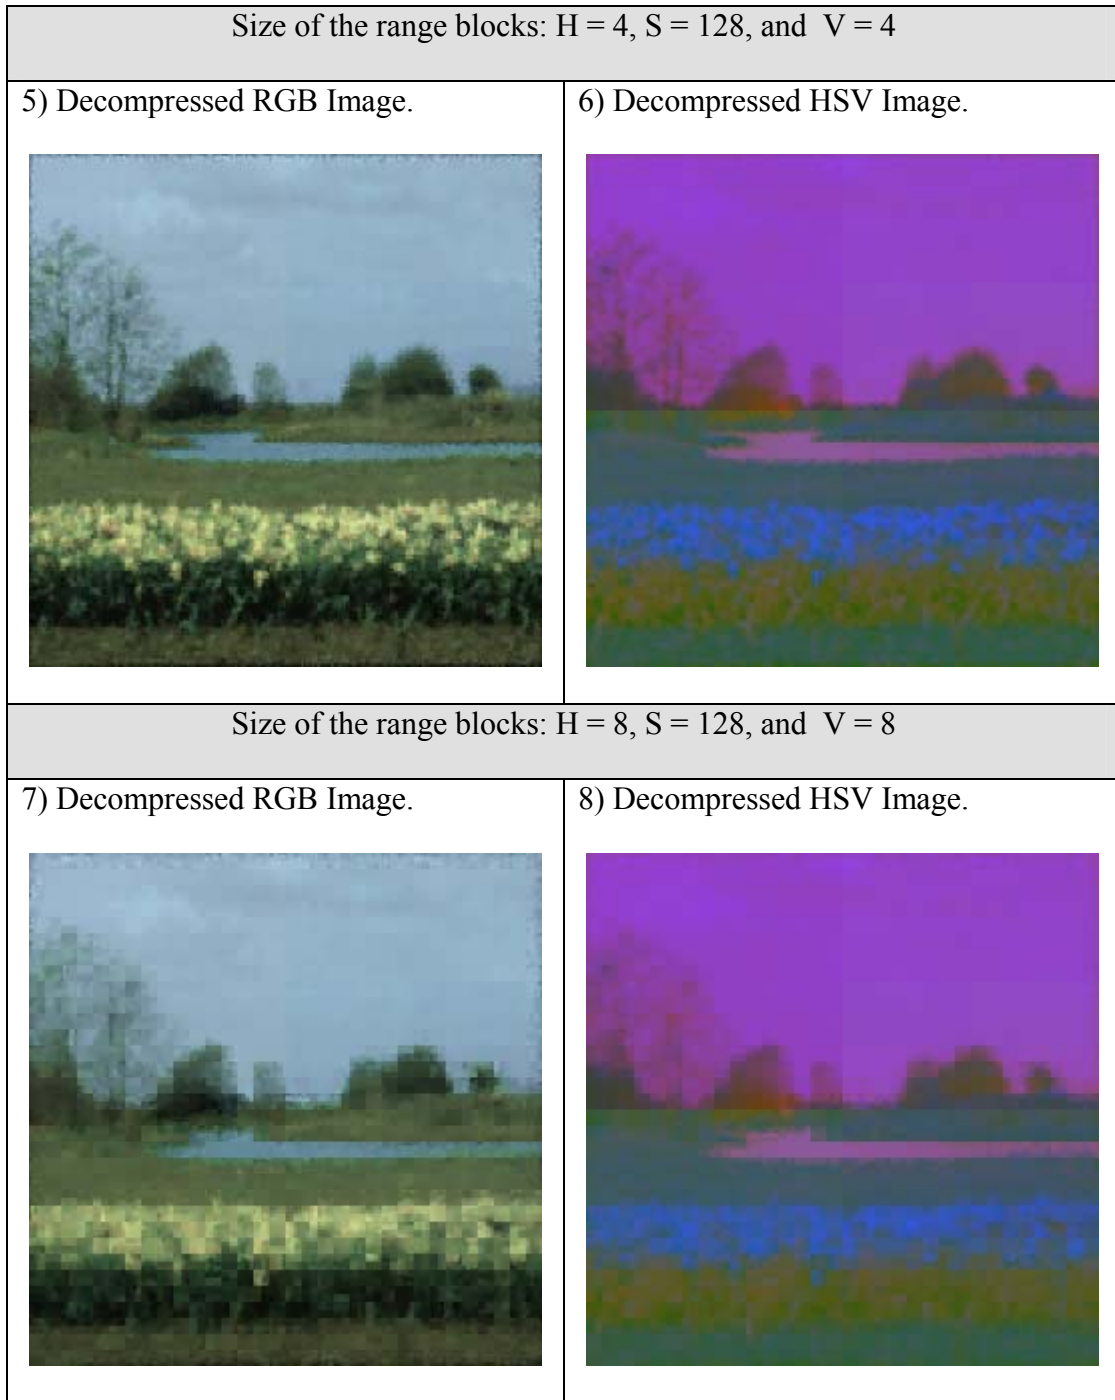 Size of the range blocks: H = 4, S = 128, and  V = 4
5) Decompressed RGB Image.
6) Decompressed HSV Image.
Size of the range blocks: H = 8, S = 128, and  V = 8
7) Decompressed RGB Image.
8) Decompressed HSV Image.